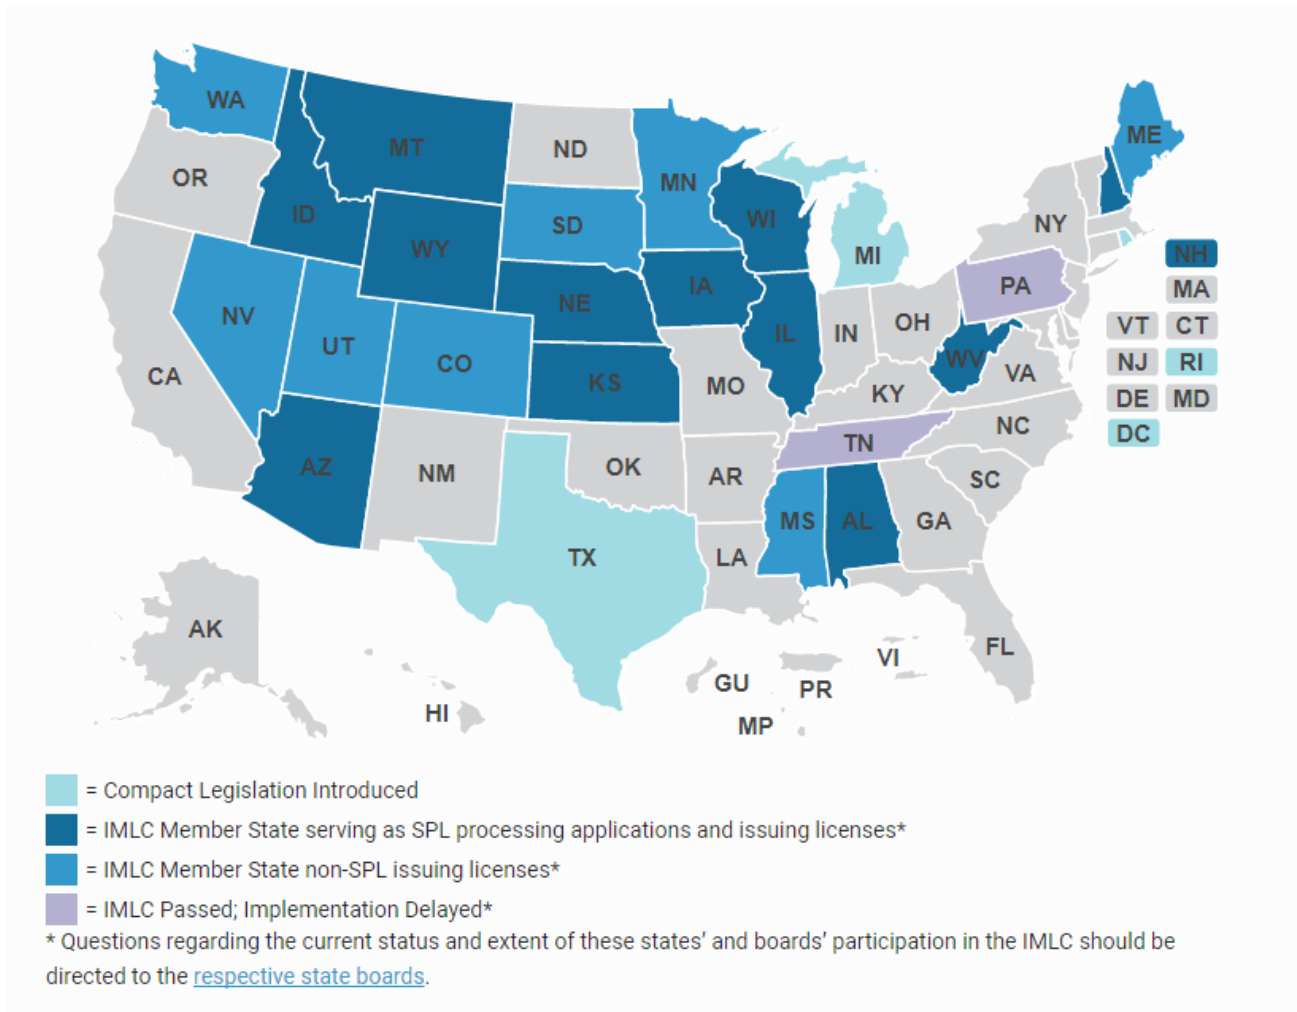 WA
ME
MT
ND
OR
MN
ID
SD
WI
NY
WY
MI
NH
IA
PA
MA
NE
NV
OH
VT
CT
IL
IN
UT
CO
WV
NJ
RI
CA
KS
MO
VA
KY
DE
MD
NC
DC
TN
AZ
NM
OK
AR
SC
MS
AL
GA
TX
LA
AK
FL
VI
GU
PR
HI
MP
= Compact Legislation Introduced
= IMLC Member State serving as SPL processing applications and issuing licenses*
= IMLC Member State non-SPL issuing licenses*
= IMLC Passed; Implementation Delayed*
* Questions regarding the current status and extent of these states’ and boards’ participation in the IMLC should be
directed to the respective state boards.